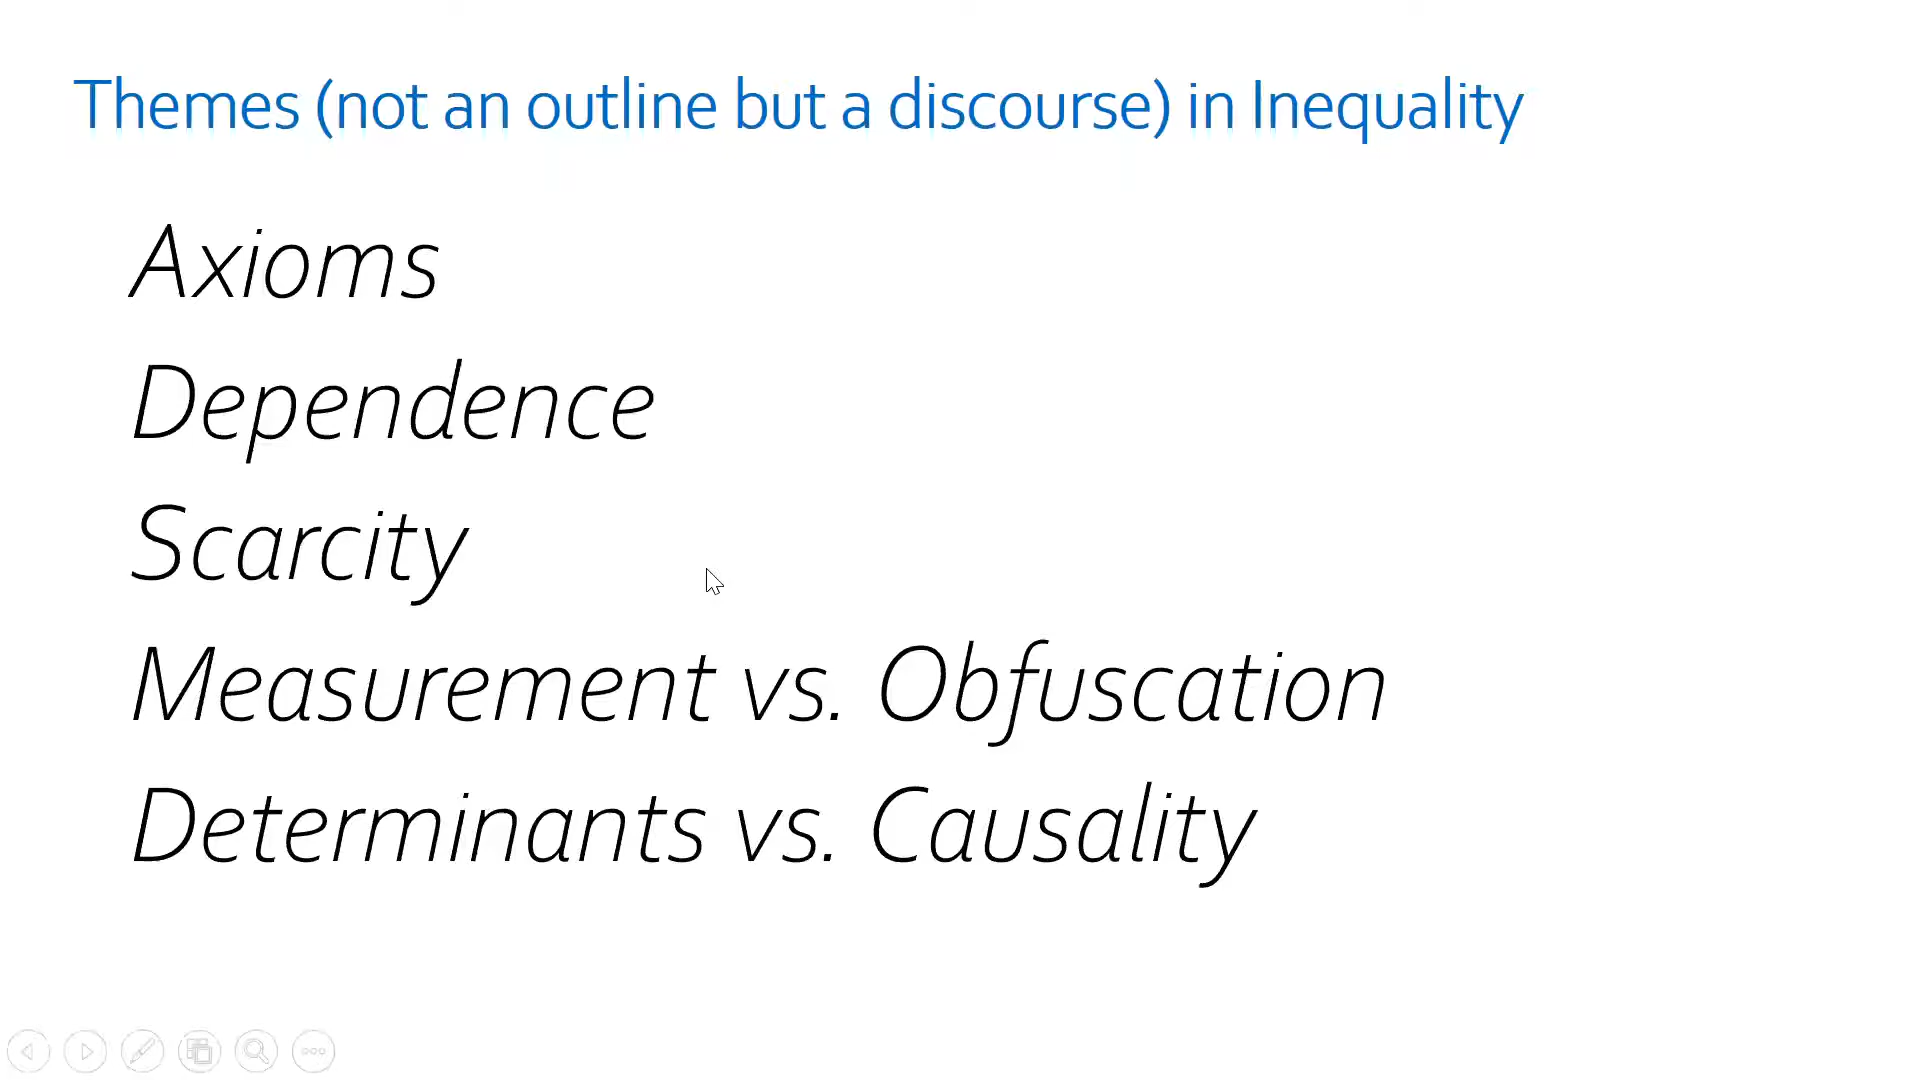 Themes (not an outline but a discourse) in Inequality
Axioms
Dependence
Scarcity
Measurement vs. Obfuscation
Determinants vs. Causality